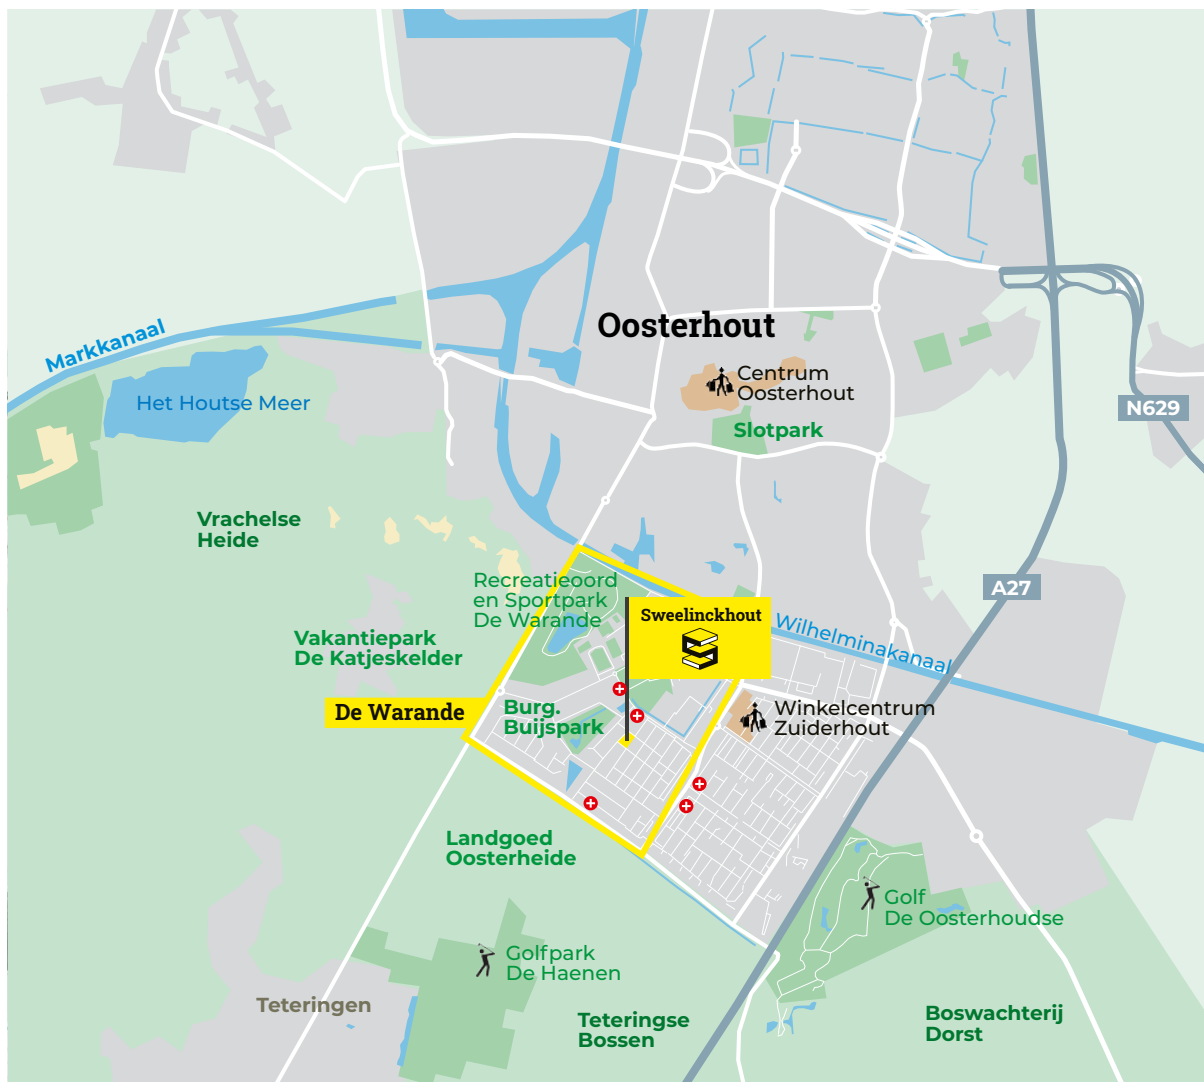 Oosterhout
Markkanaal
Centrum
Oosterhout
Het Houtse Meer
N629
Slotpark
Vrachelse
Heide
Recreatieoord
en Sportpark
De Warande
A27
Sweelinckhout
Wilhelminakanaal
Vakantiepark
De Katjeskelder
De Warande
Burg.
Buijspark
Winkelcentrum
Zuiderhout
Landgoed
Oosterheide
Golf
De Oosterhoudse
Golfpark
De Haenen
Teteringen
Teteringse
Bossen
Boswachterij
Dorst